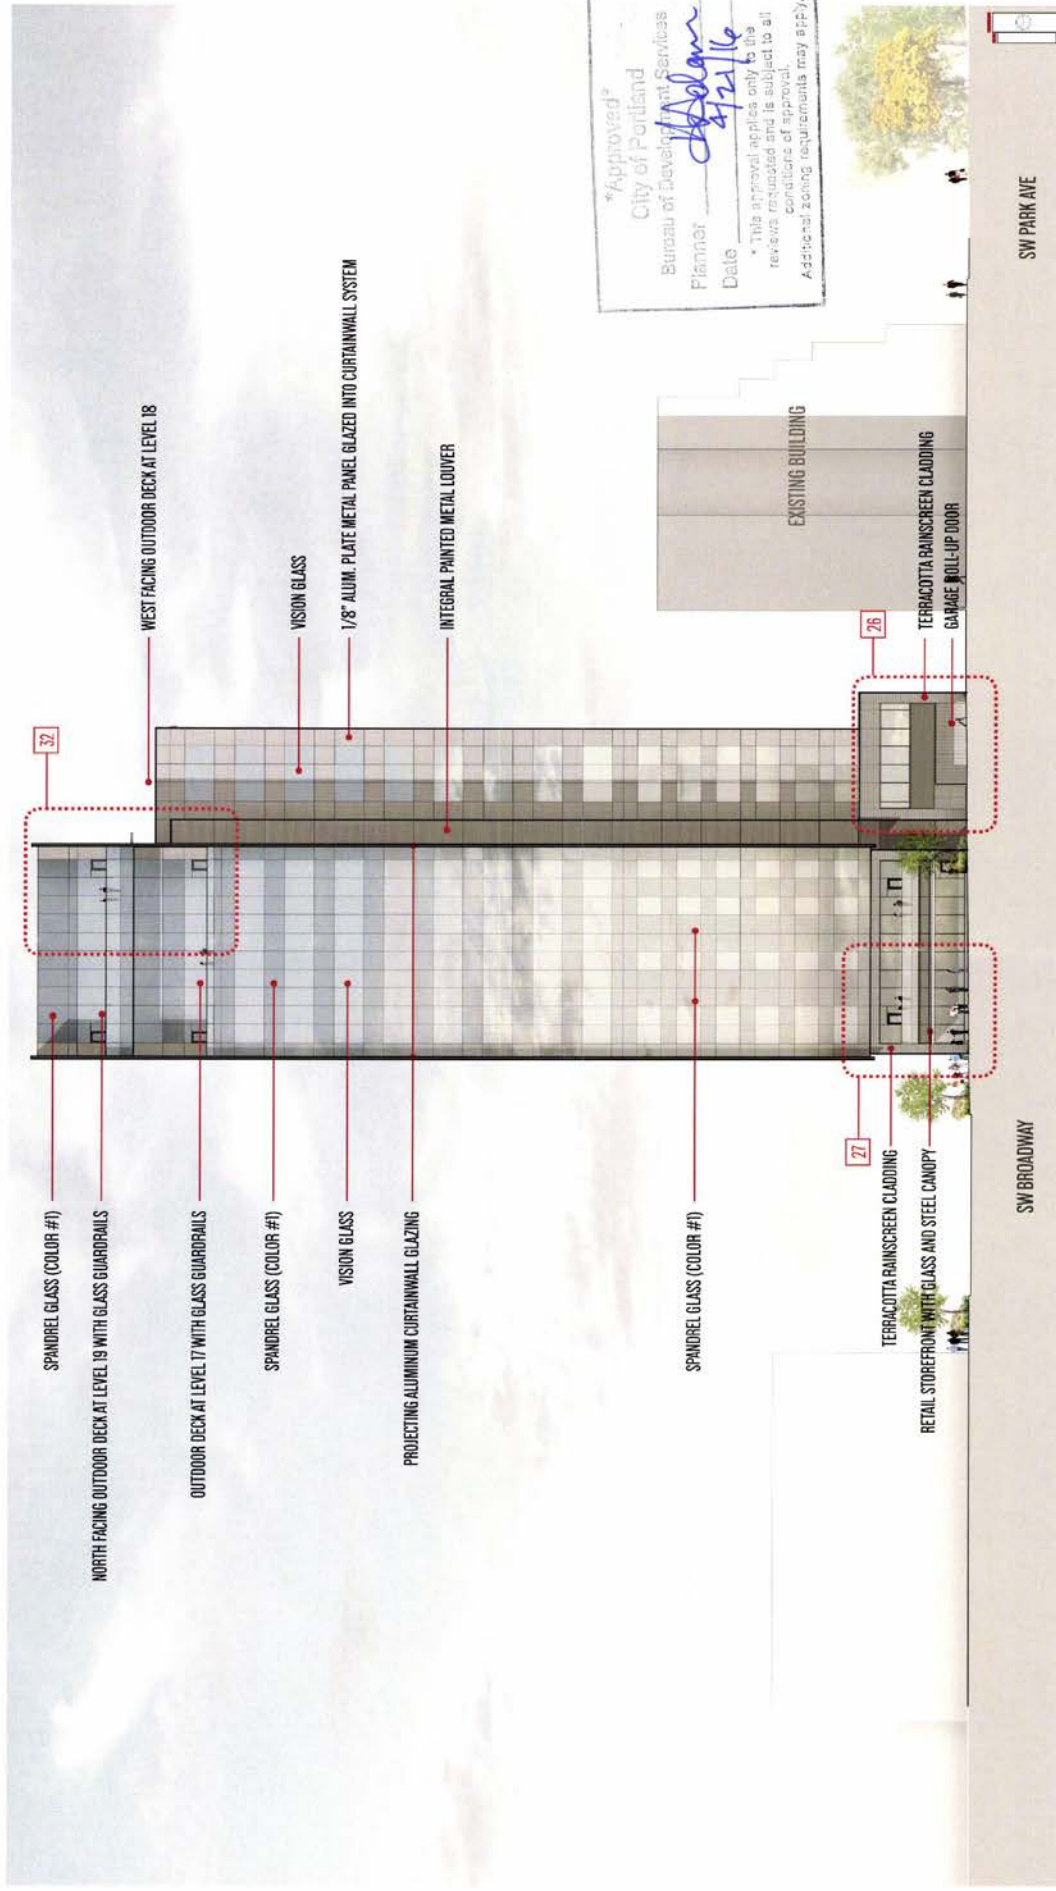 SPANDREL GLASS (COLOR #1)
NORTH FACING OUTDOOR DECK AT LEVEL 19 WITH GLASS GUARDRAILS
OUTDOOR DECK AT LEVEL 17 WITH GLASS GUARDRAILS
SPANDREL GLASS (COLOR #1)
VISION GLASS
PROJECTING ALUMINUM CURTAINWALL GLAZING
SPANDREL GLASS (COLOR #1)
27
TERRACOTTA RAINSCREEN CLADDING
RETAIL STOREFRONT WITH GLASS AND STEEL CANOPY
SW BROADWAY
32
WEST FACING OUTDOOR DECK AT LEVEL 18
VISION GLASS
1/8" ALUM. PLATE METAL PANEL GLAZED INTO CURTAINWALL SYSTEM
INTEGRAL PAINTED METAL LOUVER
26
TERRACOTTA RAINSCREEN CLADDING
GARAGE ROLL-UP DOOR
EXISTING BUILDING
SW PARK AVE
*Approved*
City of Portland
Bureau of Development Services
Planner
Date 4/21/16
* This approval applies only to the
reviews requested and is subject to all
conditions of approval.
Additional zoning requirements may apply.